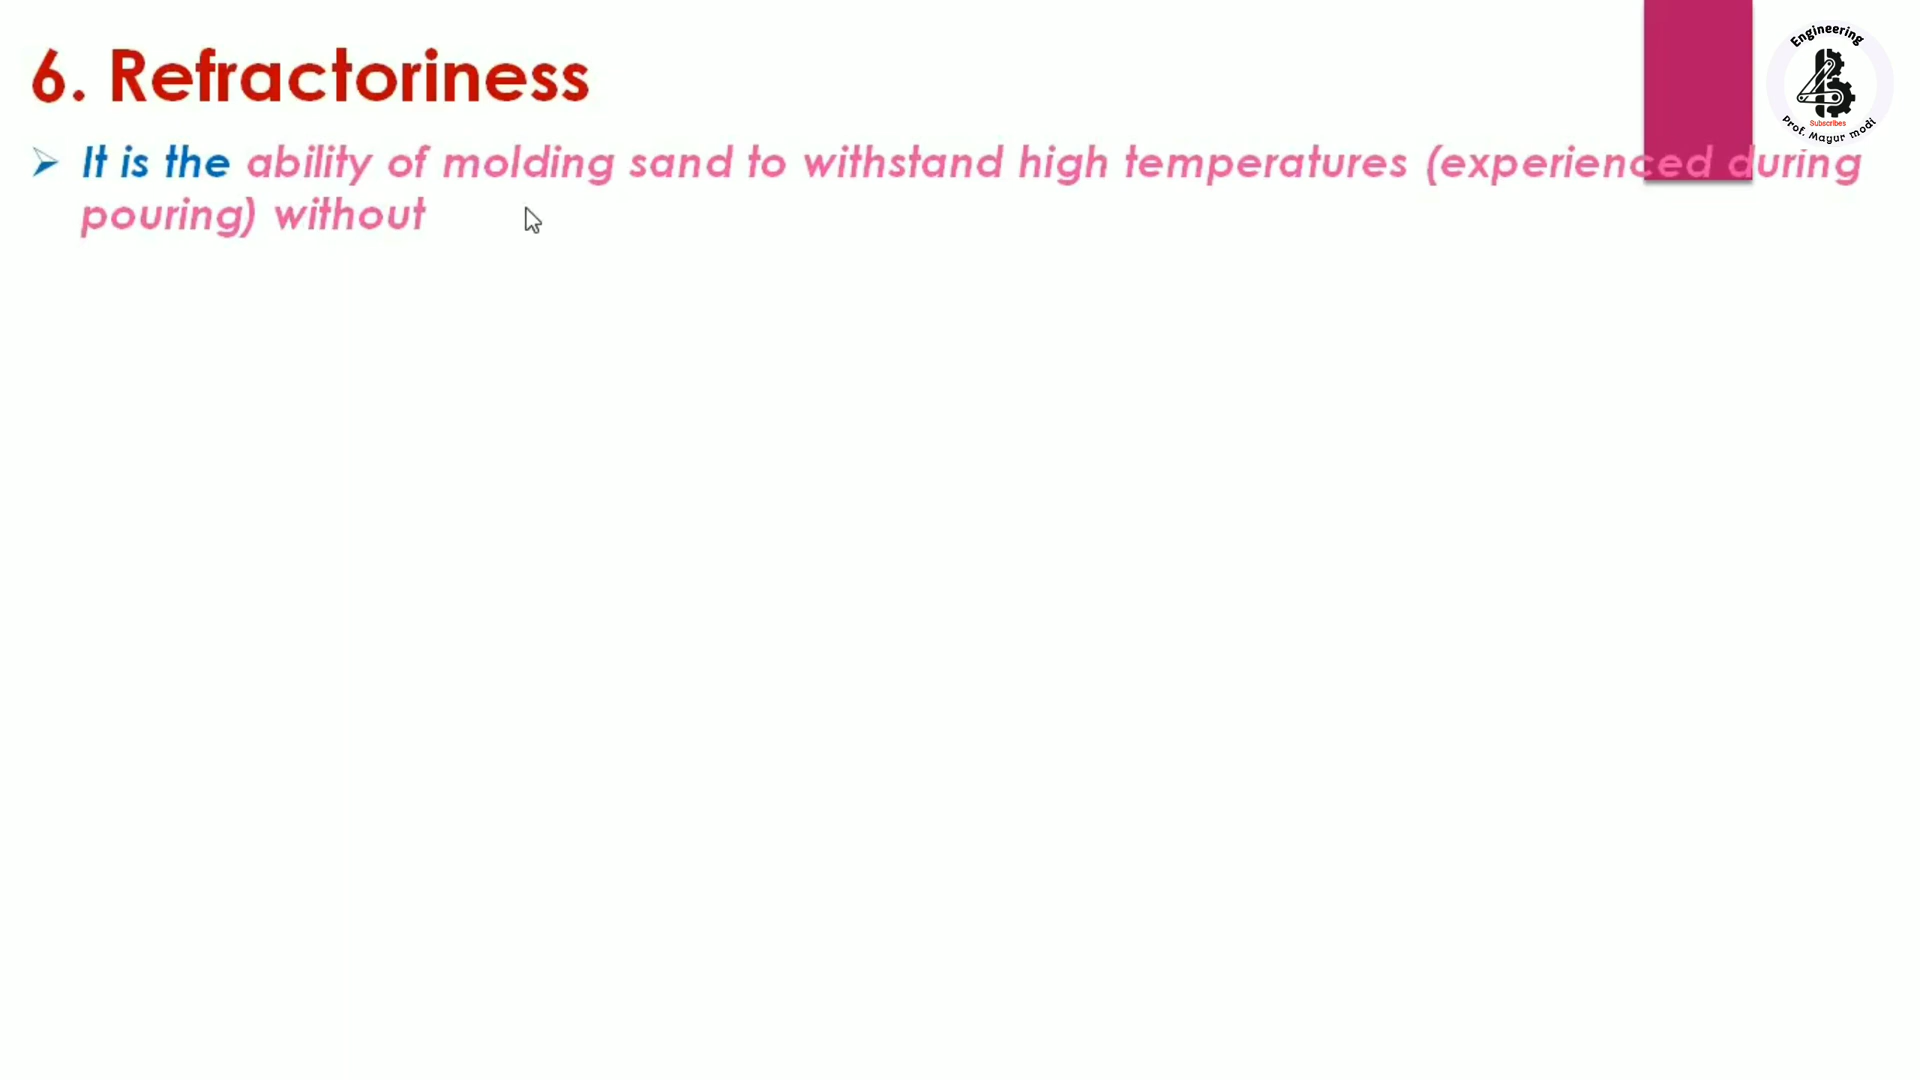 6. Refractoriness
It is the ability of molding sand to withstand high temperatures (experienced during
pouring) without
Engineering
Subscribes
Prof. Mayur modi